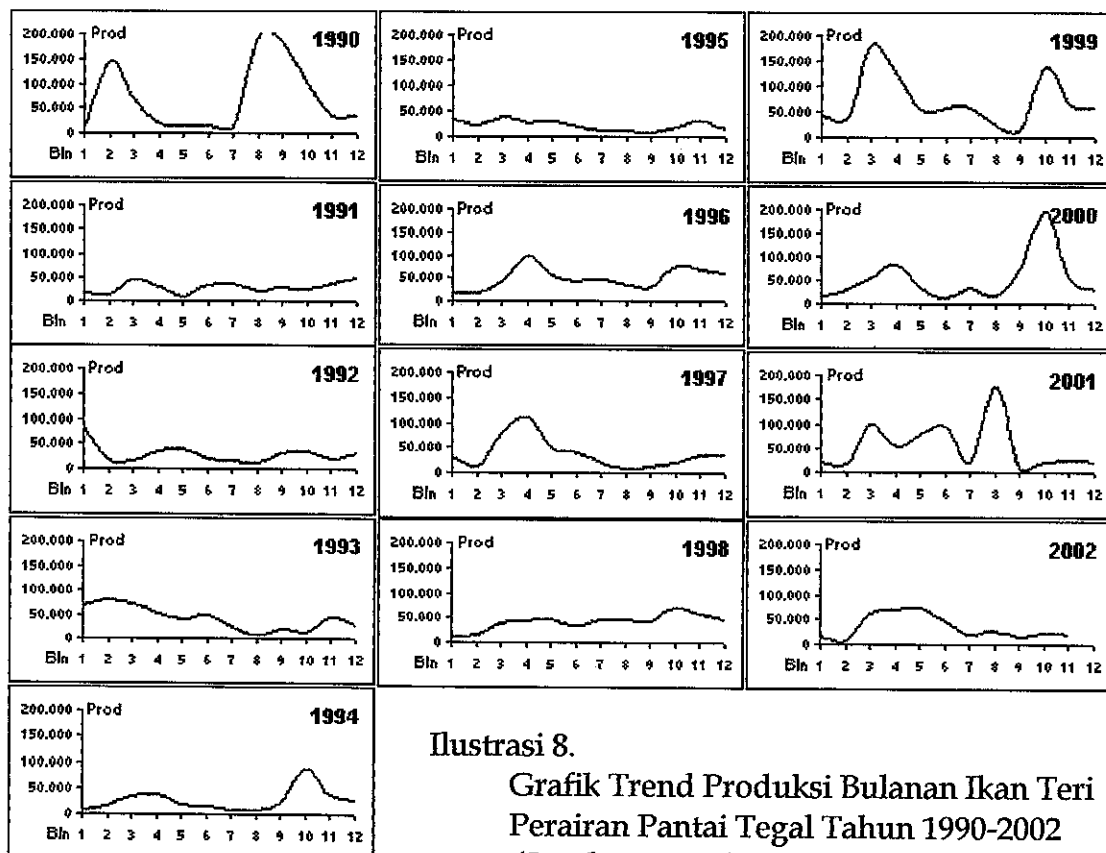 200.000 Prod 1990
150.000
100.000
50.000
0
Bln 1 2 3 4 5 6 7 8 9 10 11 12
200.000 Prod 1991
150.000
100.000
50.000
0
Bln 1 2 3 4 5 6 7 8 9 10 11 12
200.000 Prod 1992
150.000
100.000
50.000
0
Bln 1 2 3 4 5 6 7 8 9 10 11 12
200.000 Prod 1993
150.000
100.000
50.000
0
Bln 1 2 3 4 5 6 7 8 9 10 11 12
200.000 Prod 1994
150.000
100.000
50.000
0
Bln 1 2 3 4 5 6 7 8 9 10 11 12
200.000 Prod 1995
150.000
100.000
50.000
0
Bln 1 2 3 4 5 6 7 8 9 10 11 12
200.000 Prod 1996
150.000
100.000
50.000
0
Bln 1 2 3 4 5 6 7 8 9 10 11 12
200.000 Prod 1997
150.000
100.000
50.000
0
Bln 1 2 3 4 5 6 7 8 9 10 11 12
200.000 Prod 1998
150.000
100.000
50.000
0
Bln 1 2 3 4 5 6 7 8 9 10 11 12
200.000 Prod 1999
150.000
100.000
50.000
0
Bln 1 2 3 4 5 6 7 8 9 10 11 12
200.000 Prod 2000
150.000
100.000
50.000
0
Bln 1 2 3 4 5 6 7 8 9 10 11 12
200.000 Prod 2001
150.000
100.000
50.000
0
Bln 1 2 3 4 5 6 7 8 9 10 11 12
200.000 Prod 2002
150.000
100.000
50.000
0
Bln 1 2 3 4 5 6 7 8 9 10 11 12
Ilustrasi 8.
Grafik Trend Produksi Bulanan Ikan Teri
Perairan Pantai Tegal Tahun 1990-2002